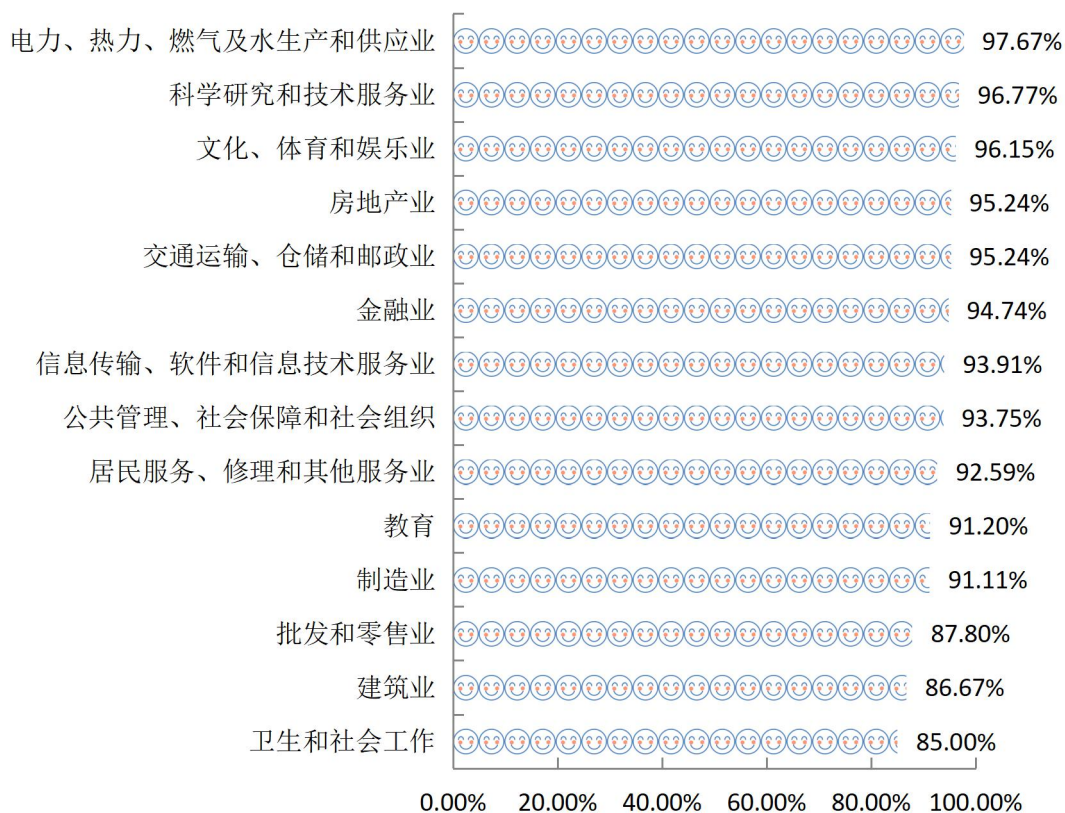 电力、热力、燃气及水生产和供应业 97.67%
科学研究和技术服务业 96.77%
文化、体育和娱乐业 96.15%
房地产业 95.24%
交通运输、仓储和邮政业 95.24%
金融业 94.74%
信息传输、软件和信息技术服务业 93.91%
公共管理、社会保障和社会组织 93.75%
居民服务、修理和其他服务业 92.59%
教育 91.20%
制造业 91.11%
批发和零售业 87.80%
建筑业 86.67%
卫生和社会工作 85.00%
0.00% 20.00% 40.00% 60.00% 80.00% 100.00%